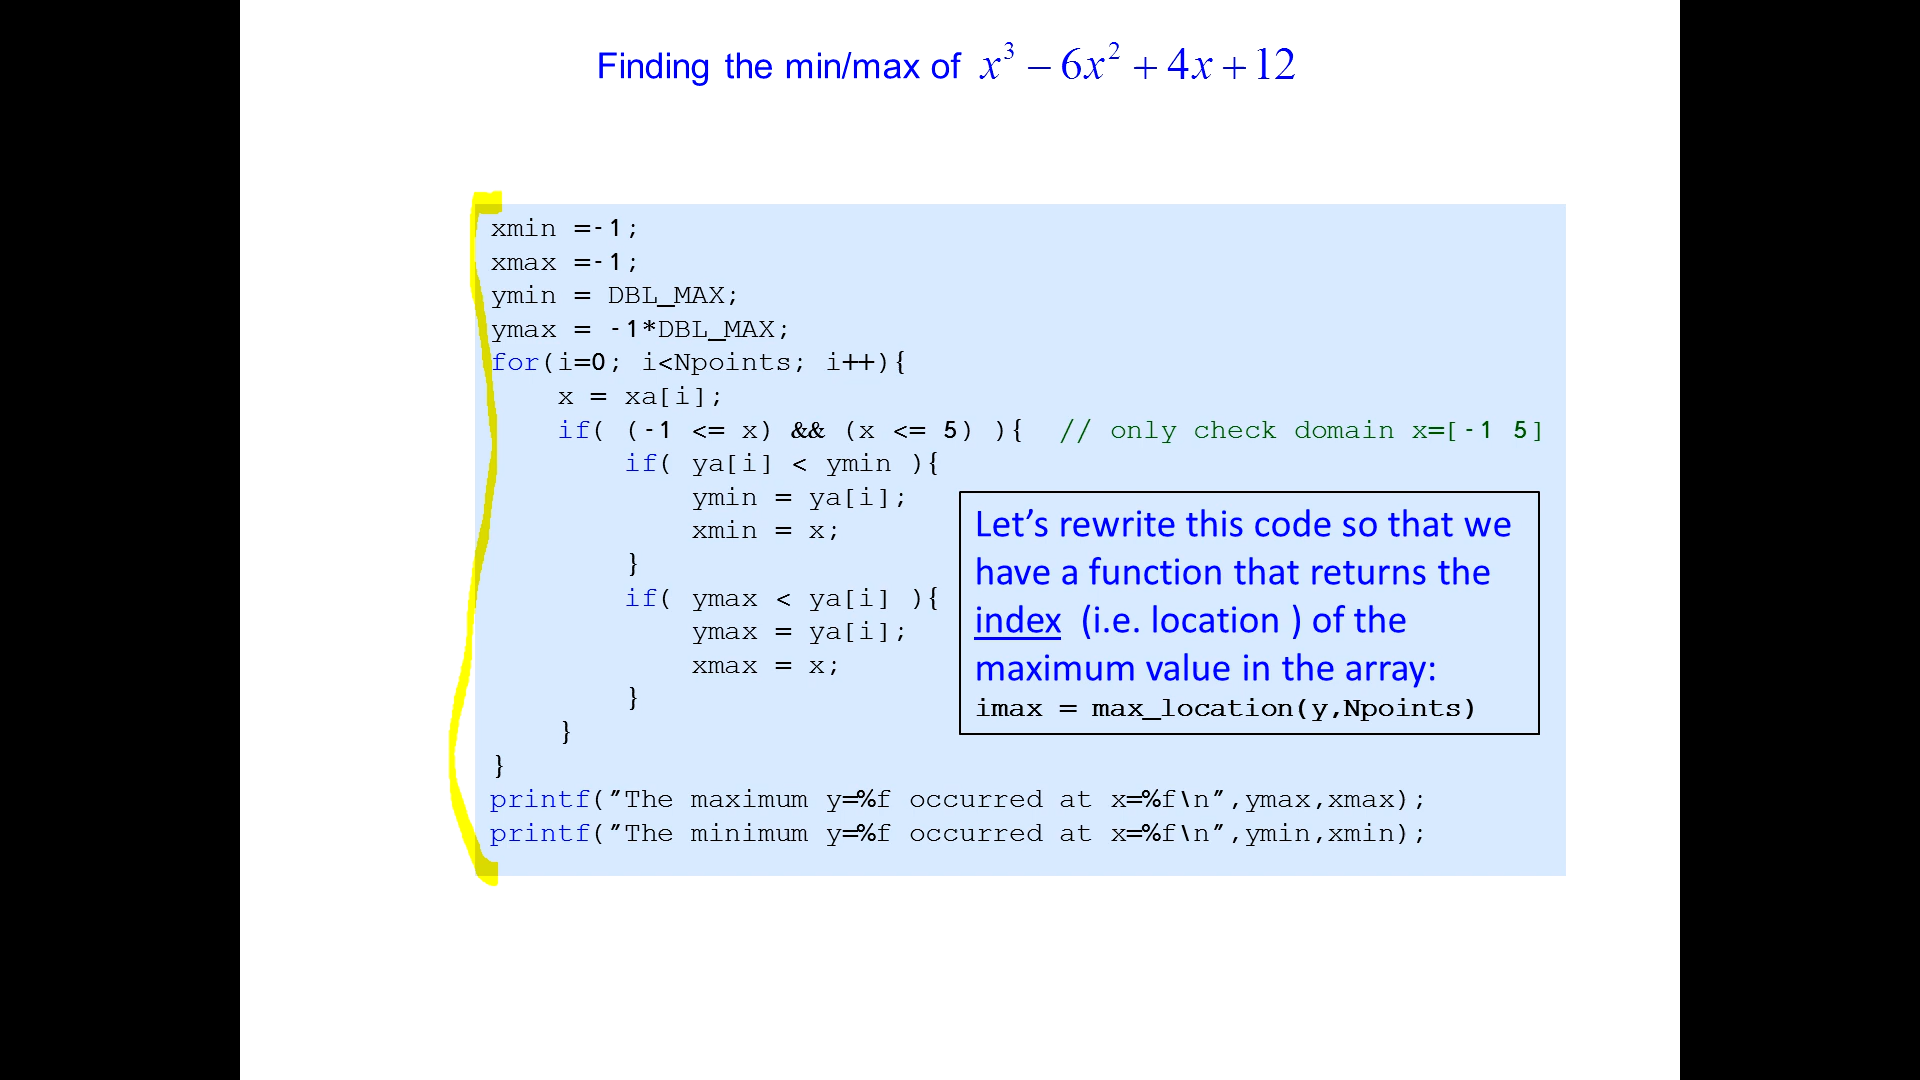 Finding the min/max of x³ − 6x² + 4x + 12
xmin =-1;
xmax =-1;
ymin = DBL_MAX;
ymax = -1*DBL_MAX;
for(i=0; i<Npoints; i++){
    x = xa[i];
    if( (-1 <= x) && (x <= 5) ){  // only check domain x=[-1 5]
        if( ya[i] < ymin ){
            ymin = ya[i];
            xmin = x;
        }
        if( ymax < ya[i] ){
            ymax = ya[i];
            xmax = x;
        }
    }
}
printf("The maximum y=%f occurred at x=%f\n",ymax,xmax);
printf("The minimum y=%f occurred at x=%f\n",ymin,xmin);
Let’s rewrite this code so that we
have a function that returns the
index  (i.e. location ) of the
maximum value in the array:
imax = max_location(y,Npoints)